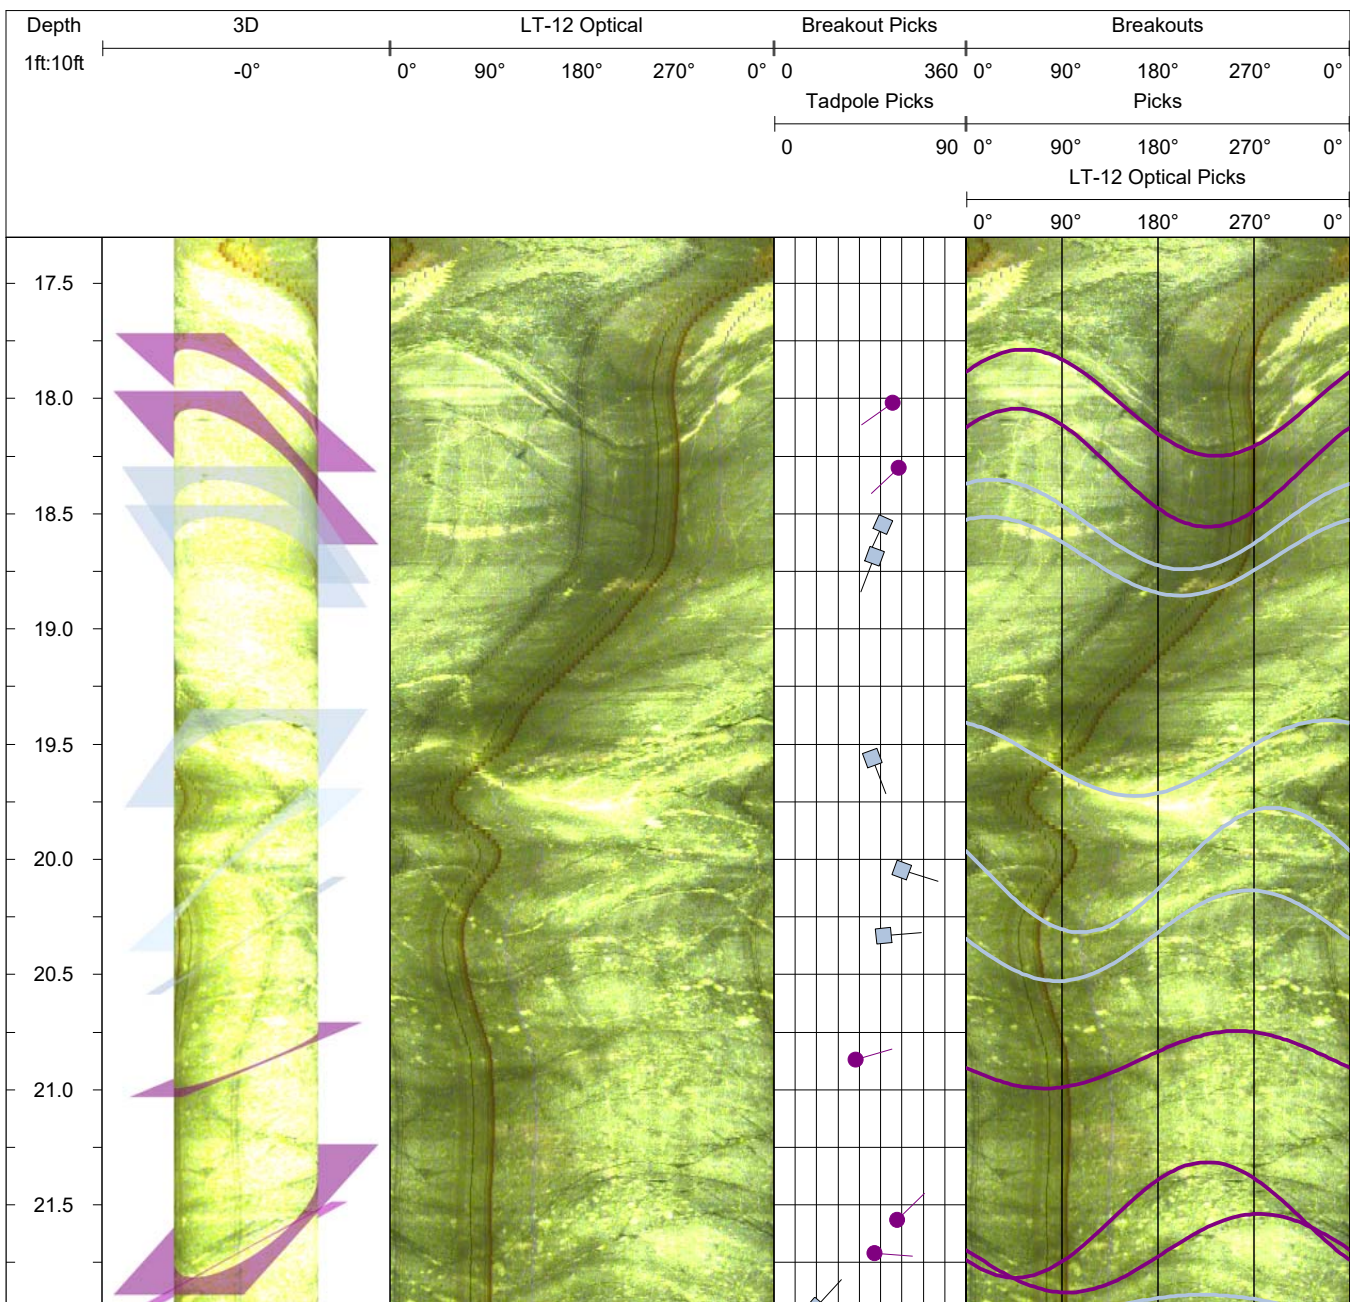 Depth 3D LT-12 Optical Breakout Picks Breakouts
1ft:10ft -0° 0° 90° 180° 270° 0° 0 360 0° 90° 180° 270° 0°
Tadpole Picks Picks
0 90 0° 90° 180° 270° 0°
LT-12 Optical Picks
0° 90° 180° 270° 0°
17.5
18.0
18.5
19.0
19.5
20.0
20.5
21.0
21.5